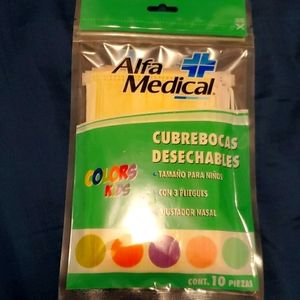 Alfa
Medical
CUBREBOCAS
DESECHABLES
COLORS
KIDS
• TAMAÑO PARA NIÑOS
CON 3 PLIEGUES
AJUSTADOR NASAL
CONT. 10 PIEZAS